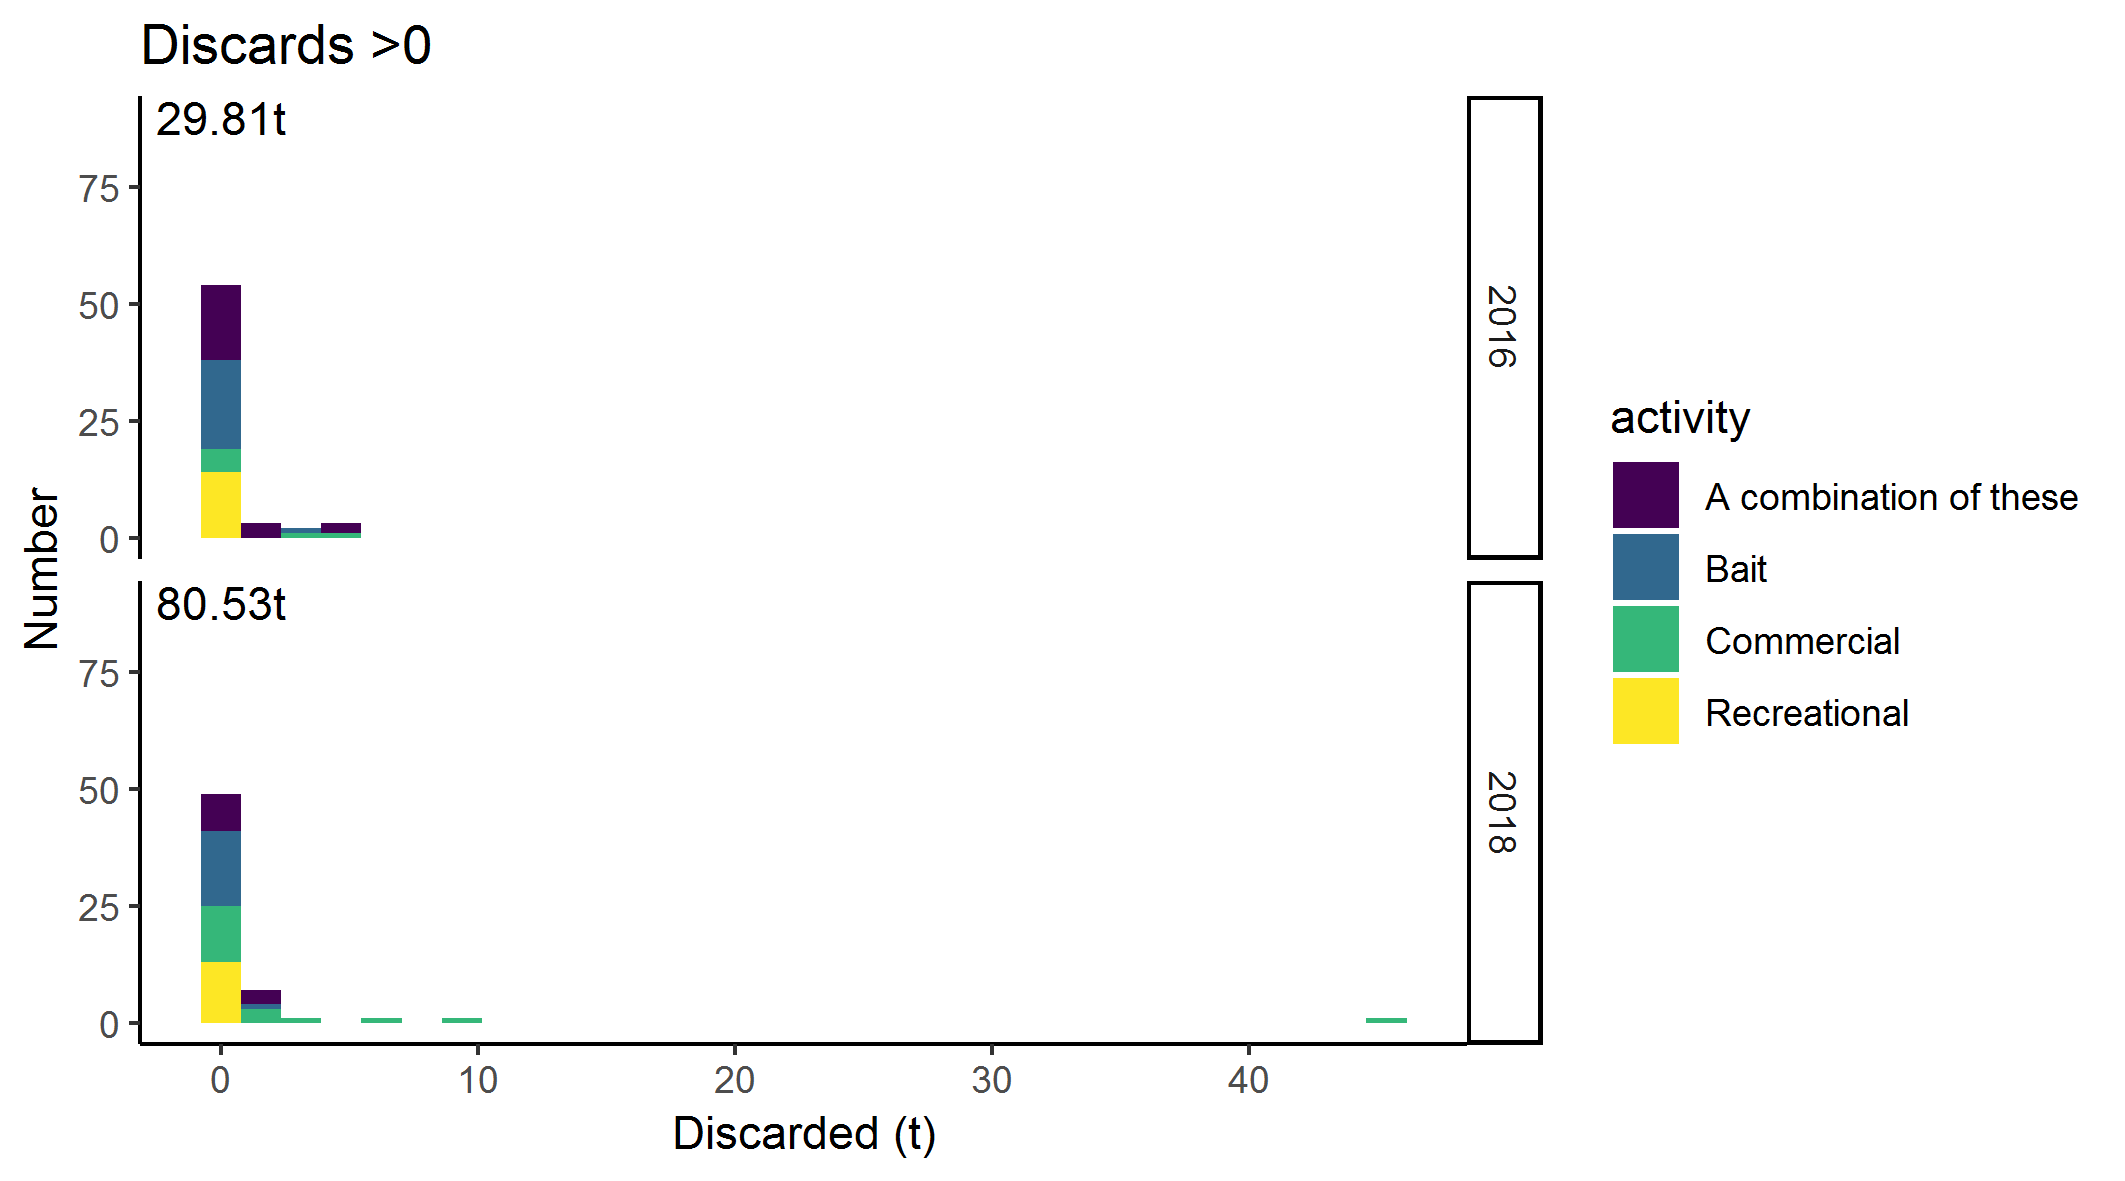 Discards >0
29.81t
75
50
25
0
2016
80.53t
75
50
25
0
2018
0 10 20 30 40
Discarded (t)
Number
activity
A combination of these
Bait
Commercial
Recreational